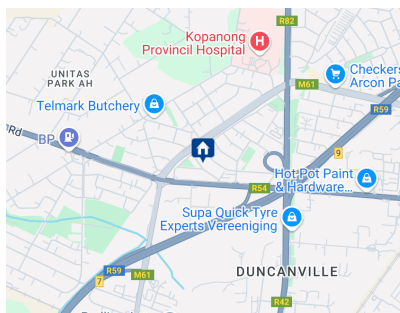 R82
Kopanong
Provincil Hospital
H
UNITAS
PARK AH
Checkers
Arcon Pa
M61
R59
Telmark Butchery
Rd
BP
9
Hot Pot Paint
& Hardware...
R54
Supa Quick Tyre
Experts Vereeniging
R59
M61
7
DUNCANVILLE
R42